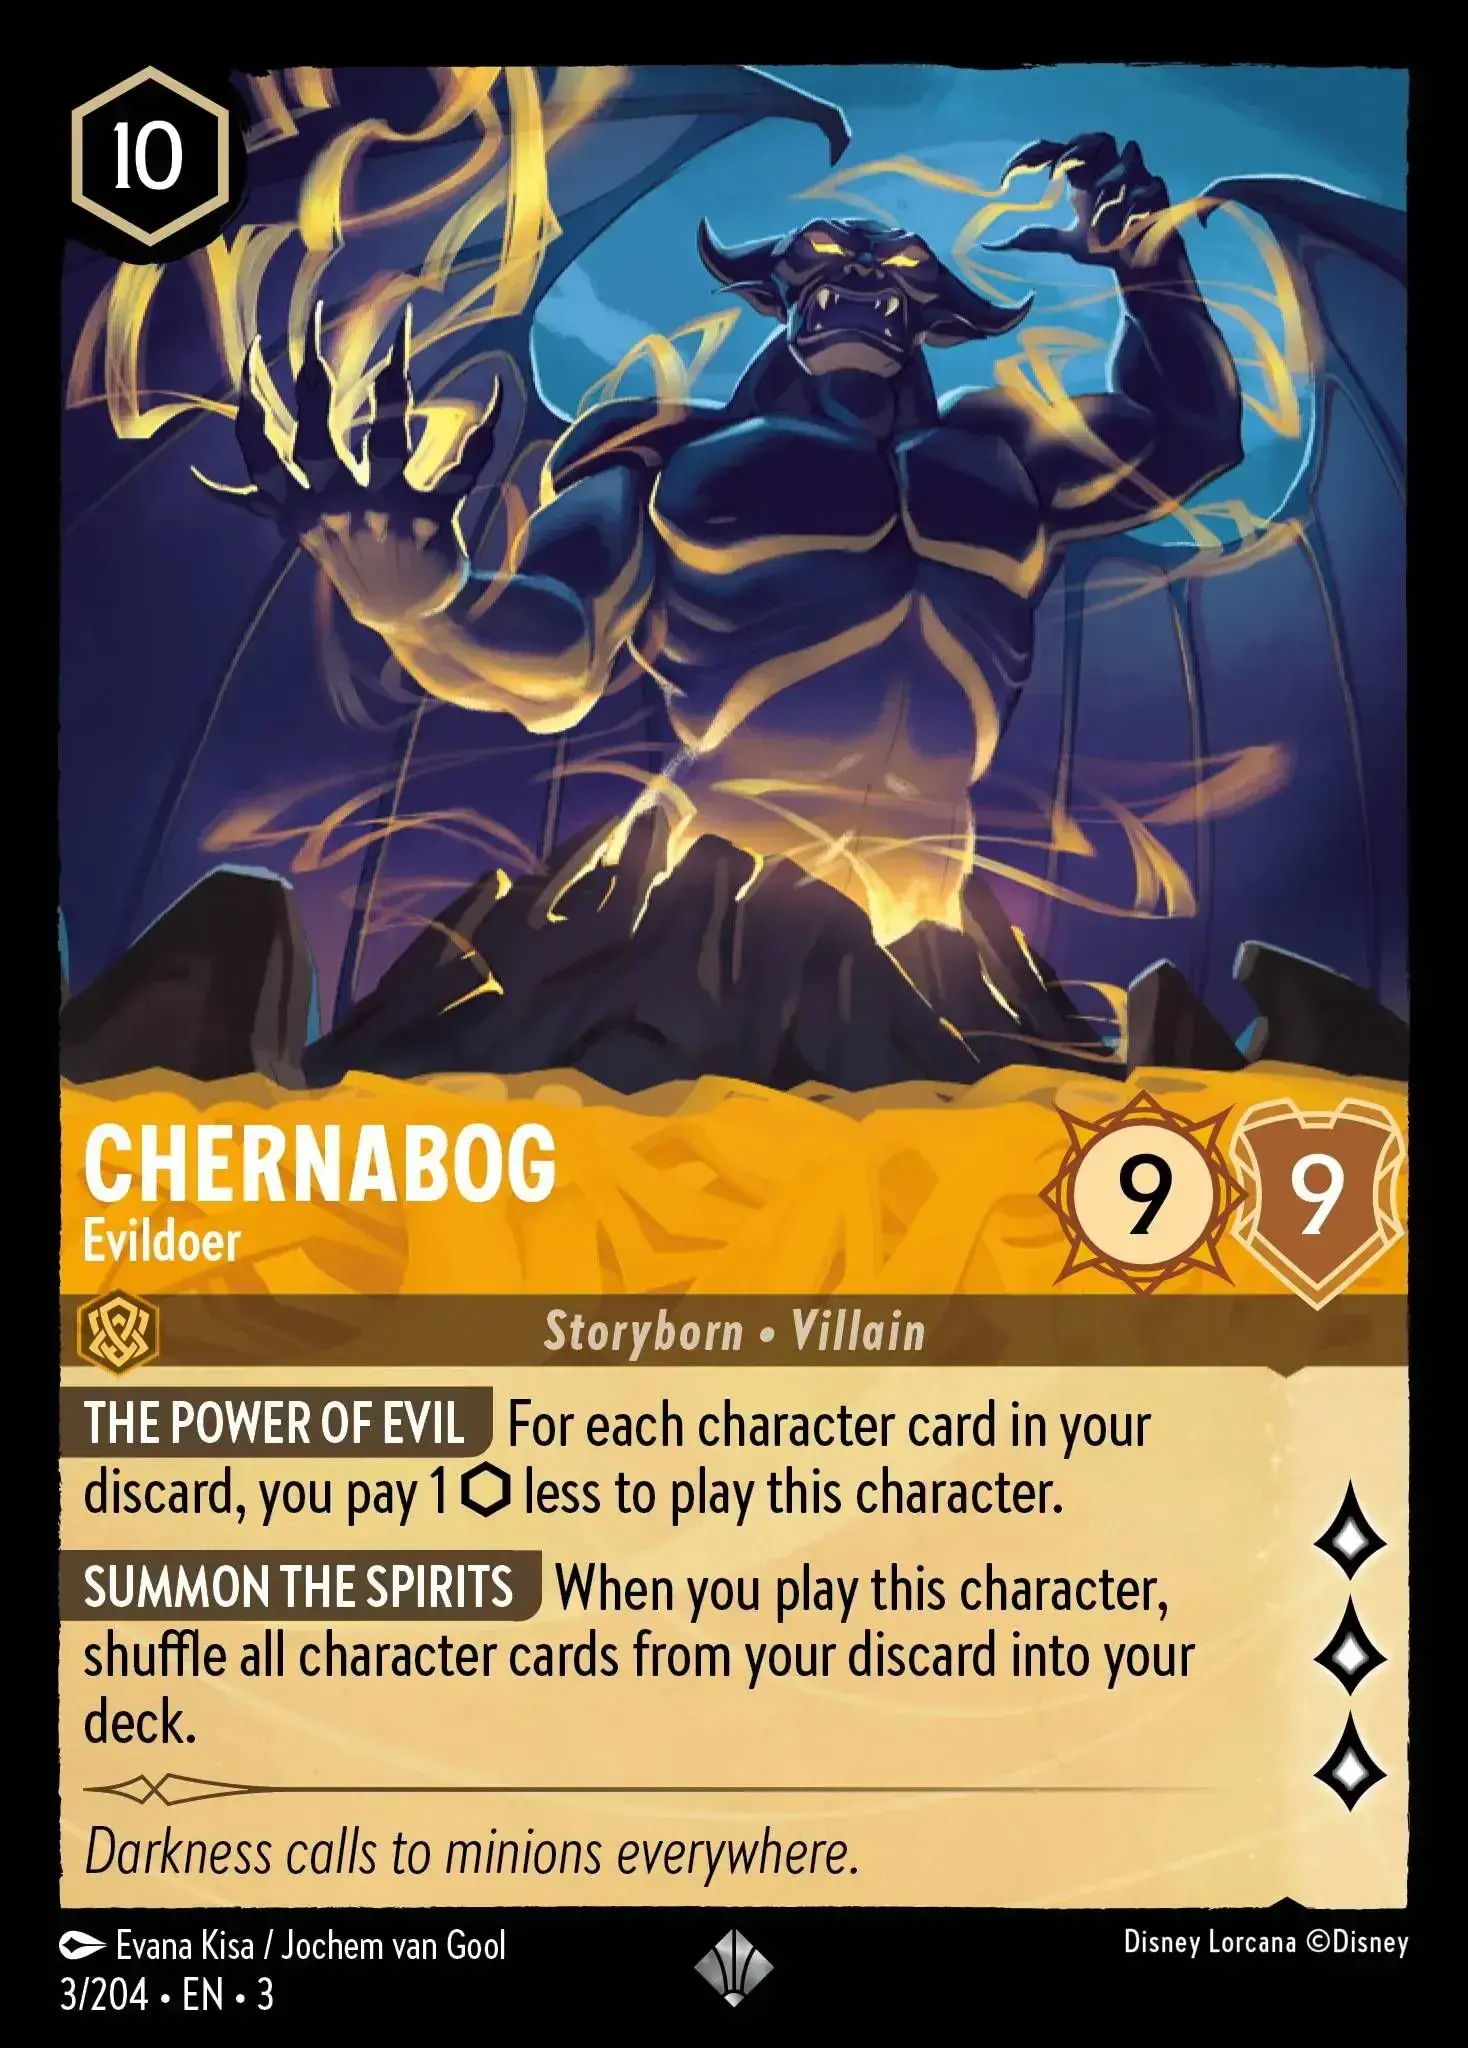 10
CHERNABOG
Evildoer
9
9
Storyborn • Villain
THE POWER OF EVIL For each character card in your
discard, you pay 1 ⬡ less to play this character.
SUMMON THE SPIRITS When you play this character,
shuffle all character cards from your discard into your
deck.
Darkness calls to minions everywhere.
Evana Kisa / Jochem van Gool
Disney Lorcana ©Disney
3/204 • EN • 3